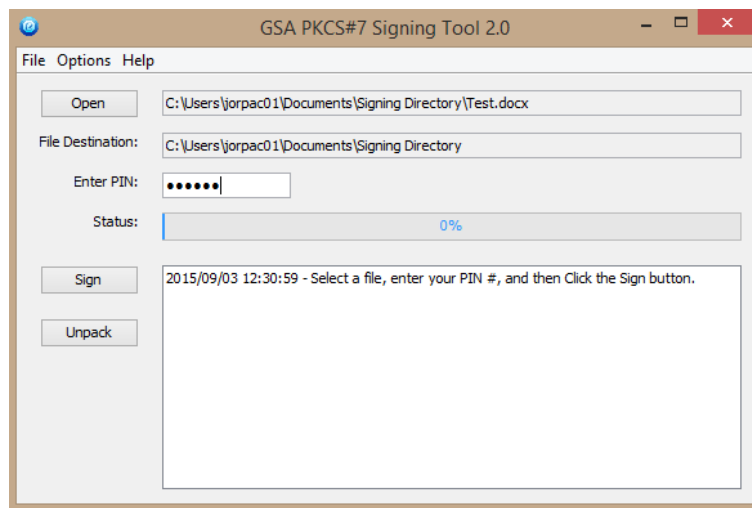 GSA PKCS#7 Signing Tool 2.0
File Options Help
Open C:\Users\jorpac01\Documents\Signing Directory\Test.docx
File Destination: C:\Users\jorpac01\Documents\Signing Directory
Enter PIN: ••••••
Status: 0%
Sign 2015/09/03 12:30:59 - Select a file, enter your PIN #, and then Click the Sign button.
Unpack